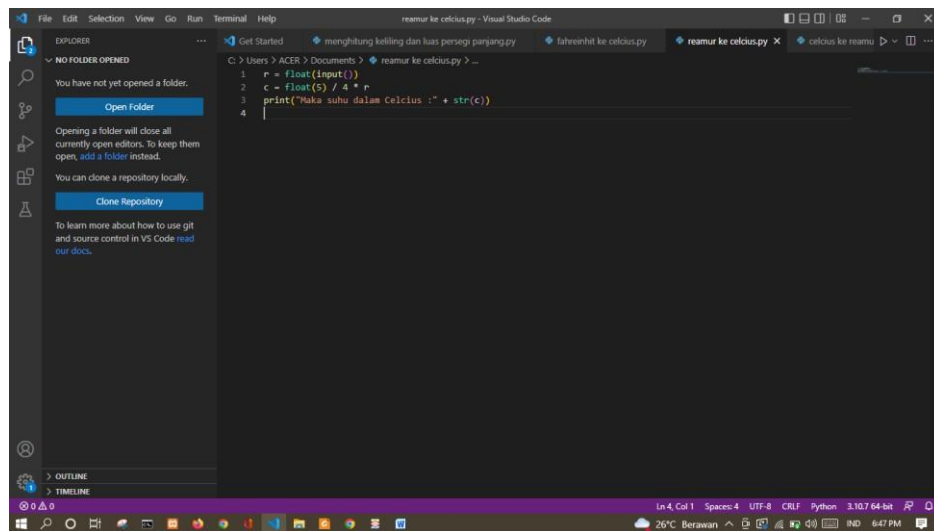 File Edit Selection View Go Run Terminal Help
reamur ke celcius.py - Visual Studio Code
EXPLORER
Get Started
menghitung keliling dan luas persegi panjang.py
fahreinhit ke celcius.py
reamur ke celcius.py
celcius ke reamu
NO FOLDER OPENED
You have not yet opened a folder.
Open Folder
Opening a folder will close all
currently open editors. To keep them
open, add a folder instead.
You can clone a repository locally.
Clone Repository
To learn more about how to use git
and source control in VS Code read
our docs.
C: > Users > ACER > Documents > reamur ke celcius.py > ...
1 r = float(input())
2 c = float(5) / 4 * r
3 print("Maka suhu dalam Celcius :" + str(c))
4
OUTLINE
TIMELINE
0 0
Ln 4, Col 1 Spaces: 4 UTF-8 CRLF Python 3.10.7 64-bit
26°C Berawan IND 6:47 PM